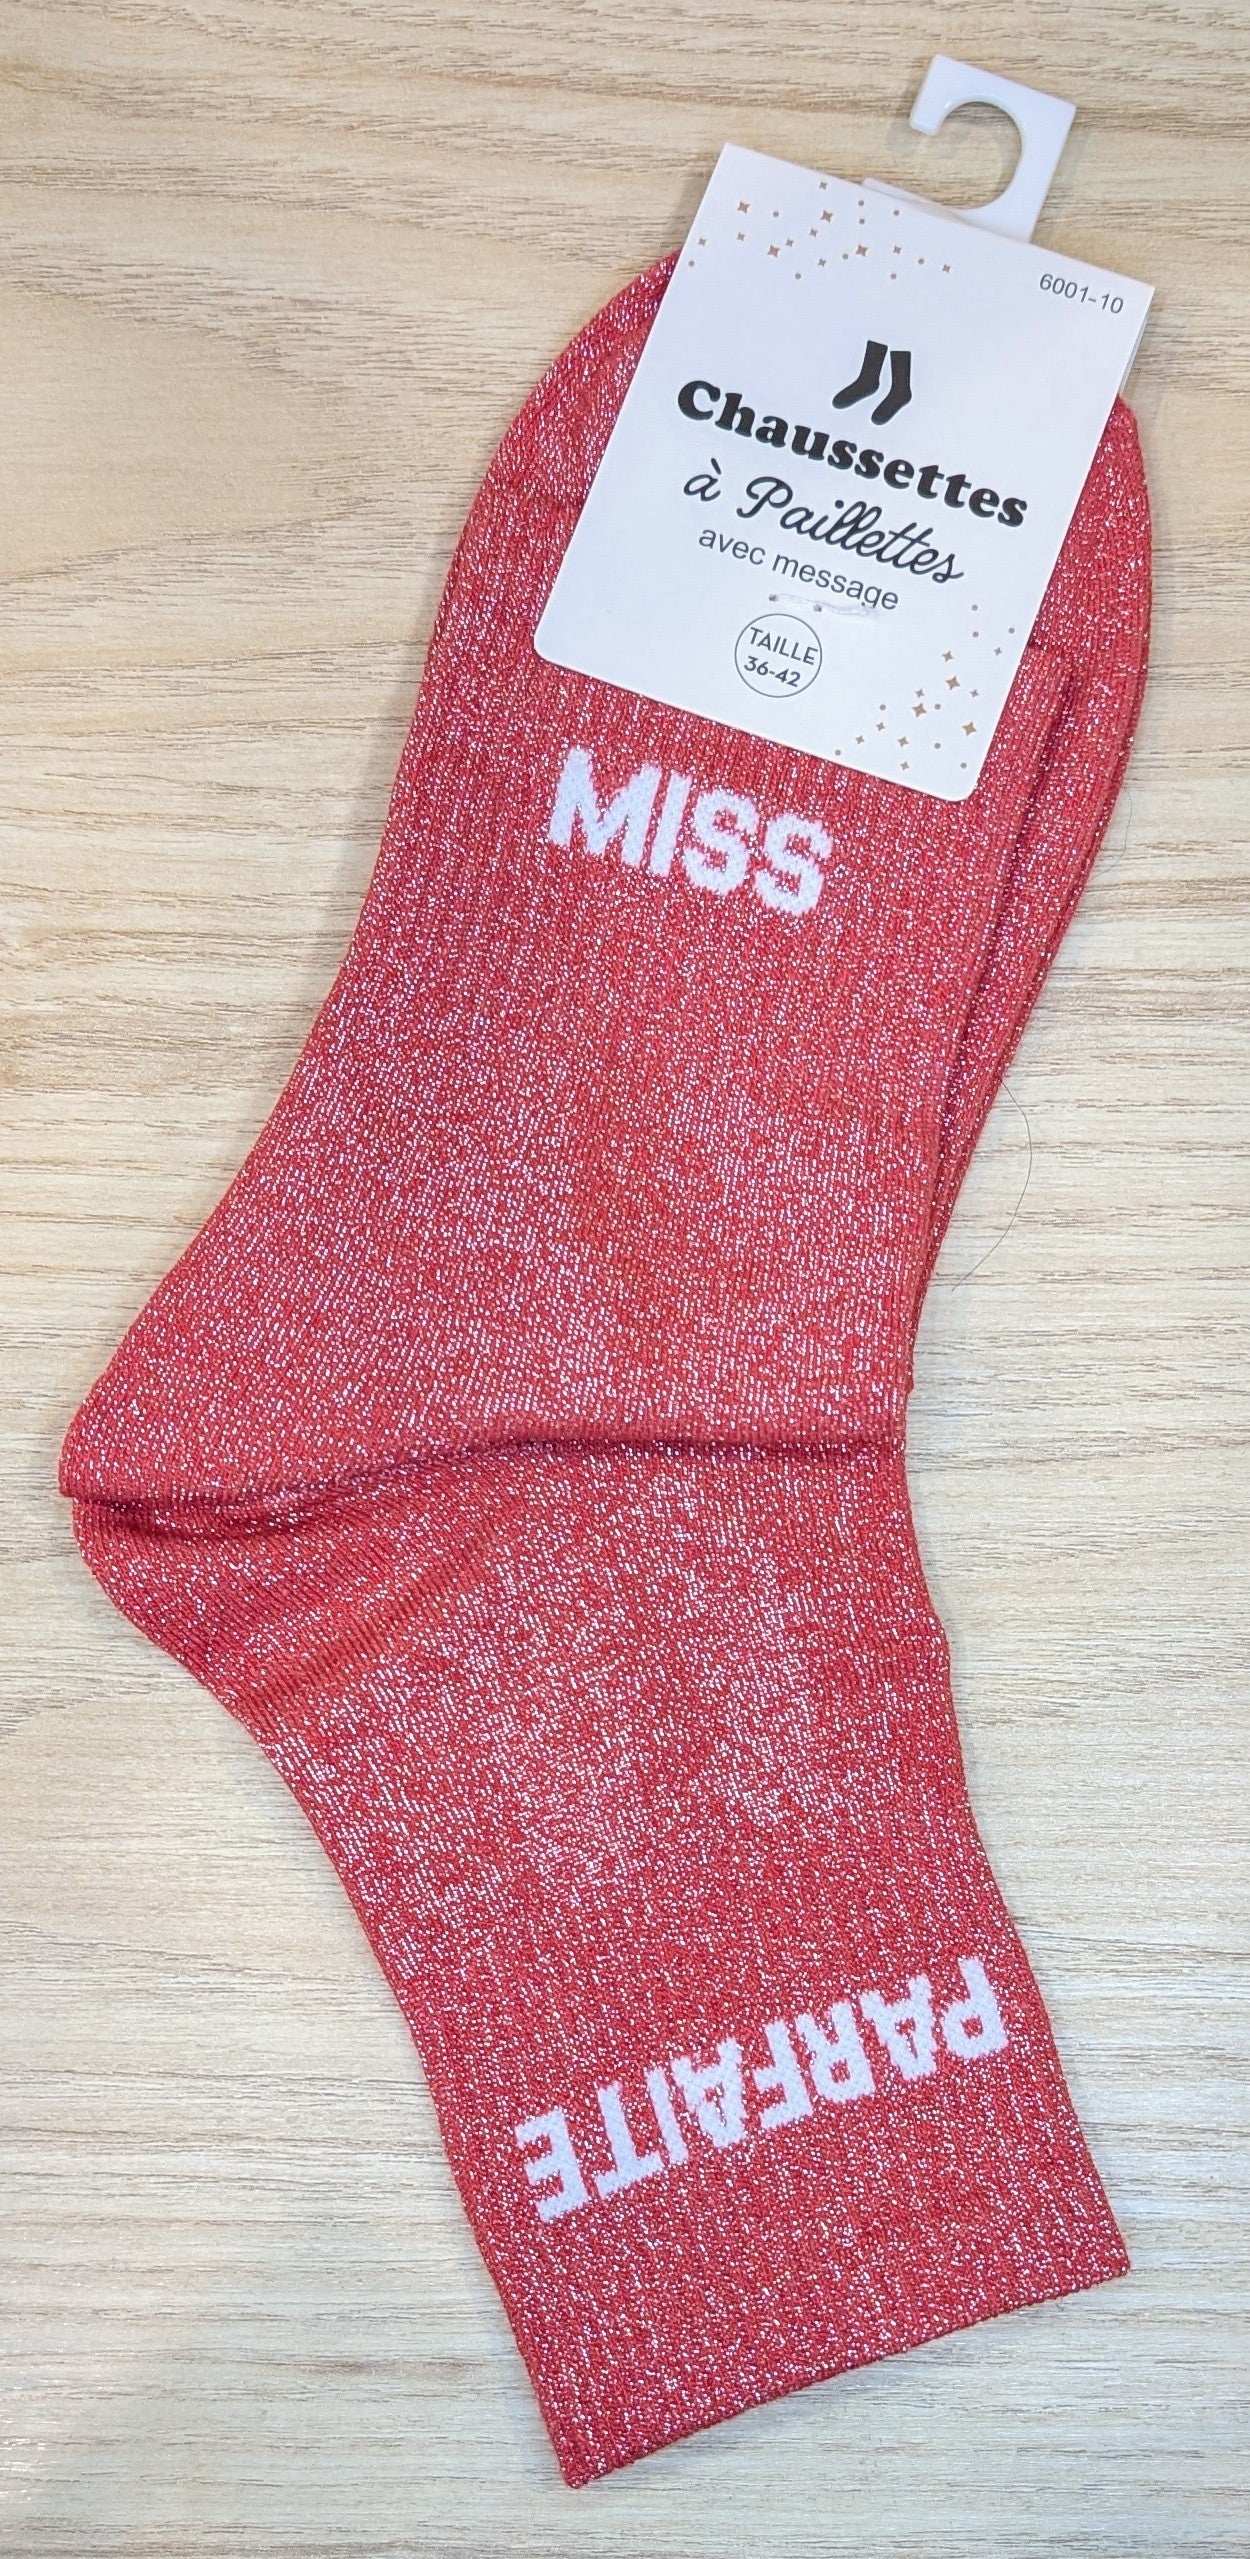 6001-10
Chaussettes
à Paillettes
avec message
TAILLE
36-42
MISS
PARFAITE